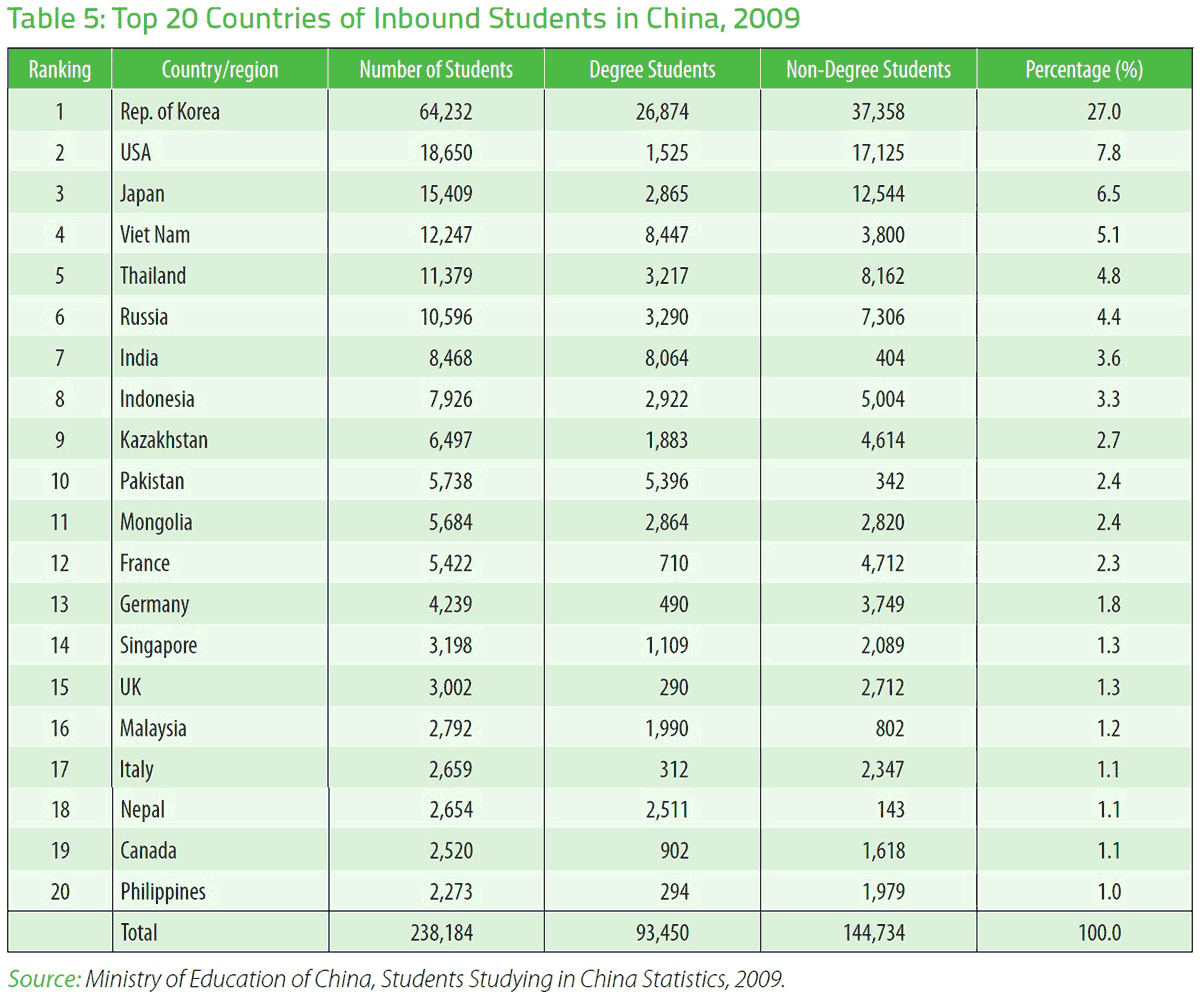 Table 5: Top 20 Countries of Inbound Students in China, 2009
Ranking Country/region Number of Students Degree Students Non-Degree Students Percentage (%)
1 Rep. of Korea 64,232 26,874 37,358 27.0
2 USA 18,650 1,525 17,125 7.8
3 Japan 15,409 2,865 12,544 6.5
4 Viet Nam 12,247 8,447 3,800 5.1
5 Thailand 11,379 3,217 8,162 4.8
6 Russia 10,596 3,290 7,306 4.4
7 India 8,468 8,064 404 3.6
8 Indonesia 7,926 2,922 5,004 3.3
9 Kazakhstan 6,497 1,883 4,614 2.7
10 Pakistan 5,738 5,396 342 2.4
11 Mongolia 5,684 2,864 2,820 2.4
12 France 5,422 710 4,712 2.3
13 Germany 4,239 490 3,749 1.8
14 Singapore 3,198 1,109 2,089 1.3
15 UK 3,002 290 2,712 1.3
16 Malaysia 2,792 1,990 802 1.2
17 Italy 2,659 312 2,347 1.1
18 Nepal 2,654 2,511 143 1.1
19 Canada 2,520 902 1,618 1.1
20 Philippines 2,273 294 1,979 1.0
Total 238,184 93,450 144,734 100.0
Source: Ministry of Education of China, Students Studying in China Statistics, 2009.